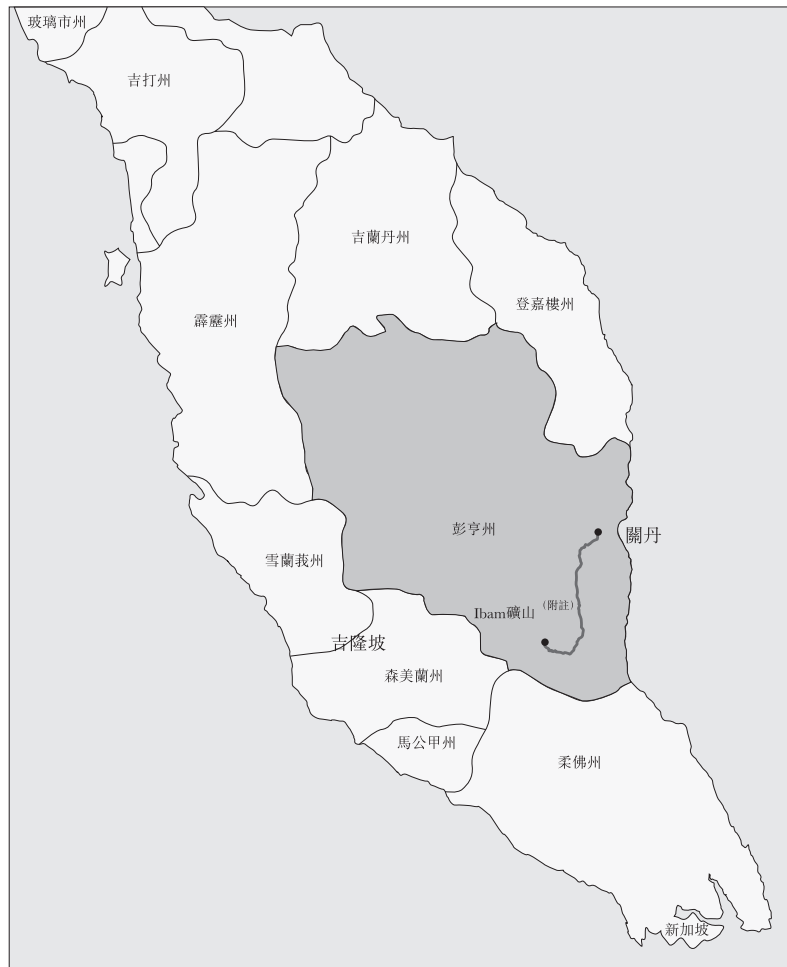 玻璃市州
吉打州
吉蘭丹州
登嘉樓州
霹靂州
彭亨州
關丹
雪蘭莪州
Ibam礦山 (附註)
吉隆坡
森美蘭州
馬公甲州
柔佛州
新加坡